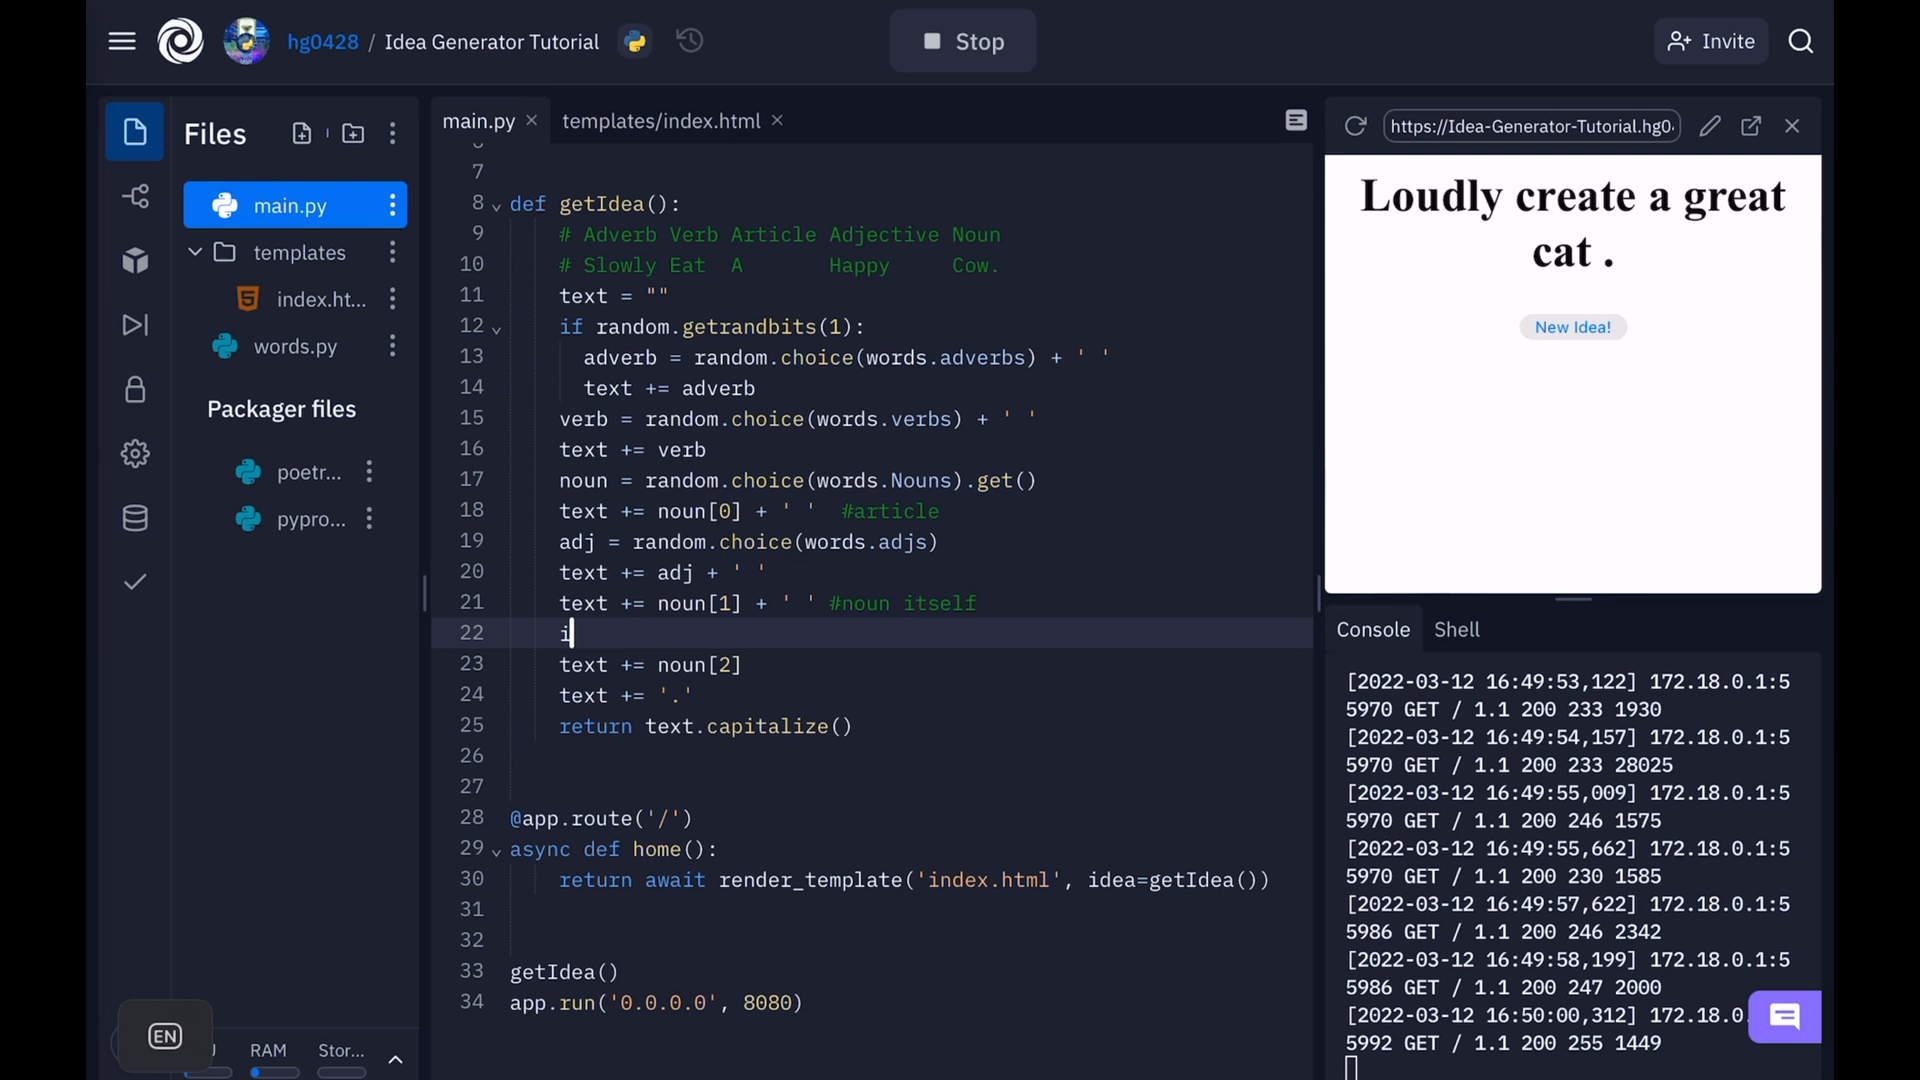 hg0428 / Idea Generator Tutorial
Stop
Invite
Files
main.py
templates
index.ht...
words.py
Packager files
poetr...
pypro...
EN
RAM
Stor...
main.py
templates/index.html
7
8 def getIdea():
9 # Adverb Verb Article Adjective Noun
10 # Slowly Eat A Happy Cow.
11 text = ""
12 if random.getrandbits(1):
13 adverb = random.choice(words.adverbs) + ' '
14 text += adverb
15 verb = random.choice(words.verbs) + ' '
16 text += verb
17 noun = random.choice(words.Nouns).get()
18 text += noun[0] + ' ' #article
19 adj = random.choice(words.adjs)
20 text += adj + ' '
21 text += noun[1] + ' ' #noun itself
22 i
23 text += noun[2]
24 text += '.'
25 return text.capitalize()
26
27
28 @app.route('/')
29 async def home():
30 return await render_template('index.html', idea=getIdea())
31
32
33 getIdea()
34 app.run('0.0.0.0', 8080)
https://Idea-Generator-Tutorial.hg0
Loudly create a great
cat .
New Idea!
Console Shell
[2022-03-12 16:49:53,122] 172.18.0.1:5
5970 GET / 1.1 200 233 1930
[2022-03-12 16:49:54,157] 172.18.0.1:5
5970 GET / 1.1 200 233 28025
[2022-03-12 16:49:55,009] 172.18.0.1:5
5970 GET / 1.1 200 246 1575
[2022-03-12 16:49:55,662] 172.18.0.1:5
5970 GET / 1.1 200 230 1585
[2022-03-12 16:49:57,622] 172.18.0.1:5
5986 GET / 1.1 200 246 2342
[2022-03-12 16:49:58,199] 172.18.0.1:5
5986 GET / 1.1 200 247 2000
[2022-03-12 16:50:00,312] 172.18.0.
5992 GET / 1.1 200 255 1449